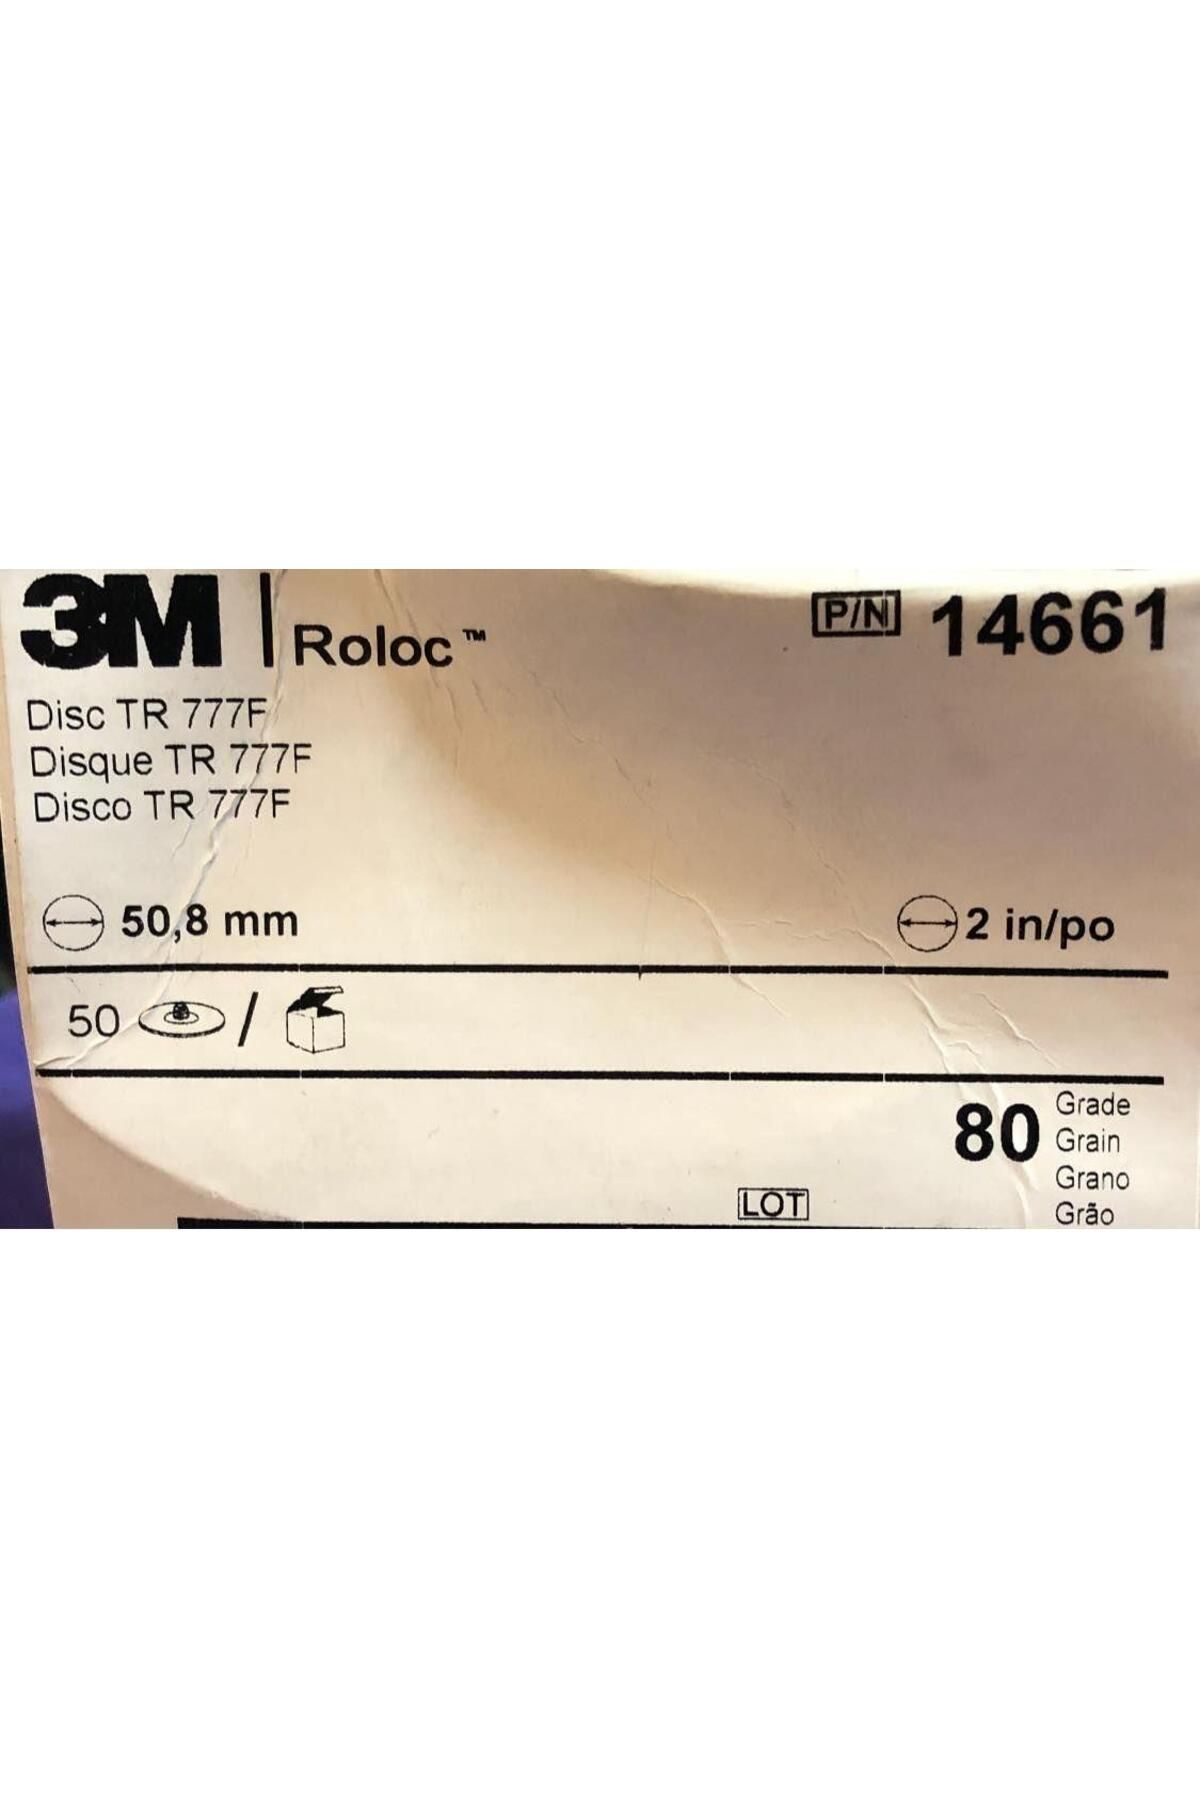 3M | Roloc™
P/N 14661
Disc TR 777F
Disque TR 777F
Disco TR 777F
50,8 mm
2 in/po
50 /
80 Grade
Grain
Grano
Grão
LOT